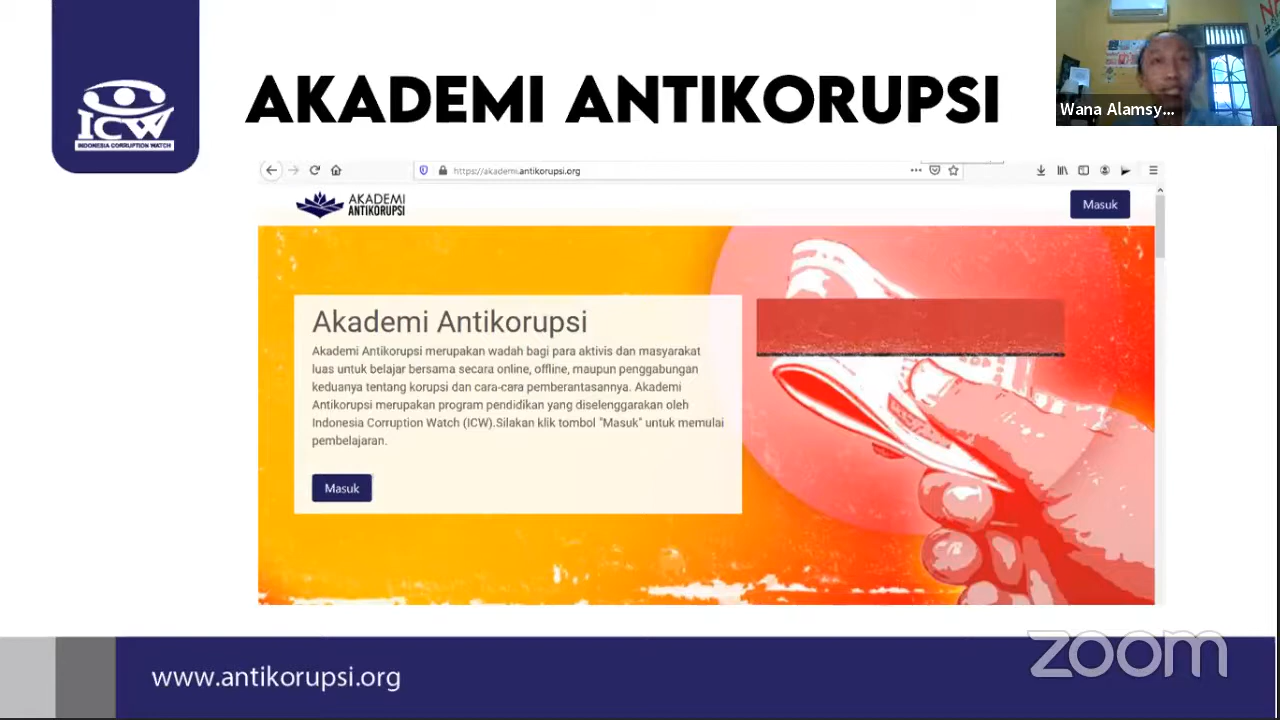 AKADEMI ANTIKORUPSI
ICW
INDONESIA CORRUPTION WATCH
Wana Alamsy...
https://akademi.antikorupsi.org
AKADEMI
ANTIKORUPSI
Masuk
Akademi Antikorupsi
Akademi Antikorupsi merupakan wadah bagi para aktivis dan masyarakat
luas untuk belajar bersama secara online, offline, maupun penggabungan
keduanya tentang korupsi dan cara-cara pemberantasannya. Akademi
Antikorupsi merupakan program pendidikan yang diselenggarakan oleh
Indonesia Corruption Watch (ICW).Silakan klik tombol "Masuk" untuk memulai
pembelajaran.
Masuk
www.antikorupsi.org
zoom